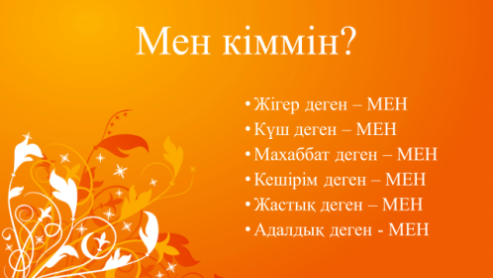 Мен кіммін?
• Жігер деген – МЕН
• Күш деген – МЕН
• Махаббат деген – МЕН
• Кешірім деген – МЕН
• Жастық деген – МЕН
• Адалдық деген - МЕН